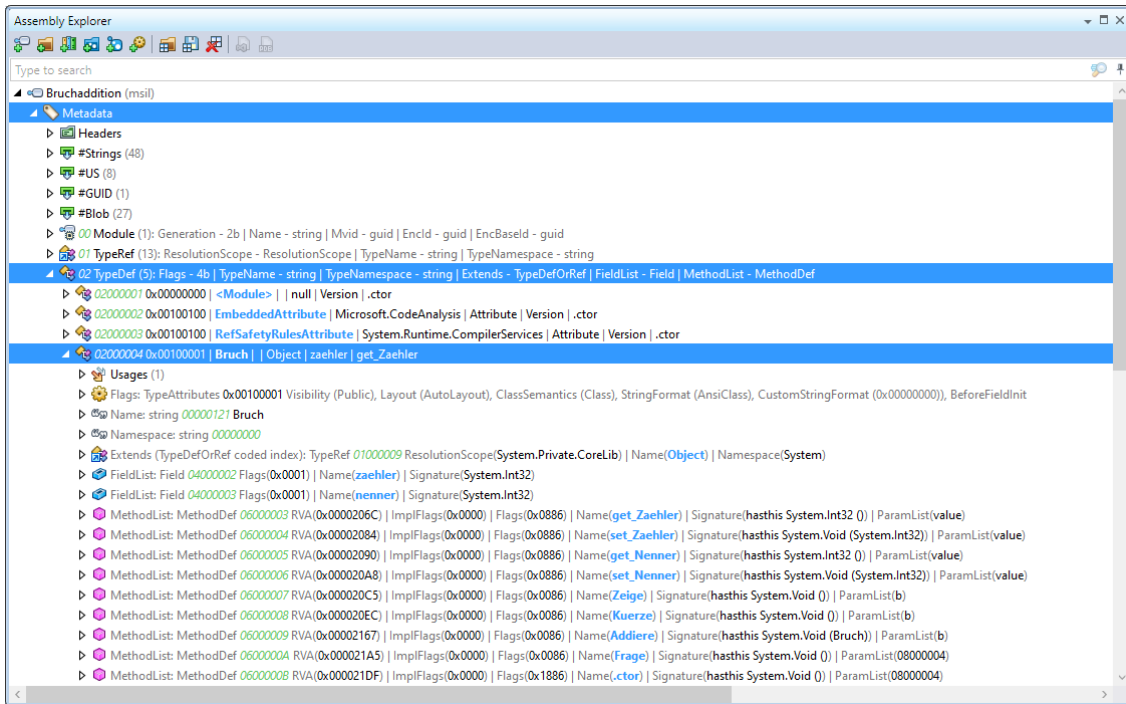 Assembly Explorer
Type to search
Bruchaddition (msil)
Metadata
Headers
#Strings (48)
#US (8)
#GUID (1)
#Blob (27)
00 Module (1): Generation - 2b | Name - string | Mvid - guid | EncId - guid | EncBaseId - guid
01 TypeRef (13): ResolutionScope - ResolutionScope | TypeName - string | TypeNamespace - string
02 TypeDef (5): Flags - 4b | TypeName - string | TypeNamespace - string | Extends - TypeDefOrRef | FieldList - Field | MethodList - MethodDef
02000001 0x00000000 | <Module> | | null | Version | .ctor
02000002 0x00100100 | EmbeddedAttribute | Microsoft.CodeAnalysis | Attribute | Version | .ctor
02000003 0x00100100 | RefSafetyRulesAttribute | System.Runtime.CompilerServices | Attribute | Version | .ctor
02000004 0x00100001 | Bruch | | Object | zaehler | get_Zaehler
Usages (1)
Flags: TypeAttributes 0x00100001 Visibility (Public), Layout (AutoLayout), ClassSemantics (Class), StringFormat (AnsiClass), CustomStringFormat (0x00000000)), BeforeFieldInit
Name: string 00000121 Bruch
Namespace: string 00000000
Extends (TypeDefOrRef coded index): TypeRef 01000009 ResolutionScope(System.Private.CoreLib) | Name(Object) | Namespace(System)
FieldList: Field 04000002 Flags(0x0001) | Name(zaehler) | Signature(System.Int32)
FieldList: Field 04000003 Flags(0x0001) | Name(nenner) | Signature(System.Int32)
MethodList: MethodDef 06000003 RVA(0x0000206C) | ImplFlags(0x0000) | Flags(0x0886) | Name(get_Zaehler) | Signature(hasthis System.Int32 ()) | ParamList(value)
MethodList: MethodDef 06000004 RVA(0x00002084) | ImplFlags(0x0000) | Flags(0x0886) | Name(set_Zaehler) | Signature(hasthis System.Void (System.Int32)) | ParamList(value)
MethodList: MethodDef 06000005 RVA(0x00002090) | ImplFlags(0x0000) | Flags(0x0886) | Name(get_Nenner) | Signature(hasthis System.Int32 ()) | ParamList(value)
MethodList: MethodDef 06000006 RVA(0x000020A8) | ImplFlags(0x0000) | Flags(0x0886) | Name(set_Nenner) | Signature(hasthis System.Void (System.Int32)) | ParamList(value)
MethodList: MethodDef 06000007 RVA(0x000020C5) | ImplFlags(0x0000) | Flags(0x0086) | Name(Zeige) | Signature(hasthis System.Void ()) | ParamList(b)
MethodList: MethodDef 06000008 RVA(0x000020EC) | ImplFlags(0x0000) | Flags(0x0086) | Name(Kuerze) | Signature(hasthis System.Void ()) | ParamList(b)
MethodList: MethodDef 06000009 RVA(0x00002167) | ImplFlags(0x0000) | Flags(0x0086) | Name(Addiere) | Signature(hasthis System.Void (Bruch)) | ParamList(b)
MethodList: MethodDef 0600000A RVA(0x000021A5) | ImplFlags(0x0000) | Flags(0x0086) | Name(Frage) | Signature(hasthis System.Void ()) | ParamList(08000004)
MethodList: MethodDef 0600000B RVA(0x000021DF) | ImplFlags(0x0000) | Flags(0x1886) | Name(.ctor) | Signature(hasthis System.Void ()) | ParamList(08000004)